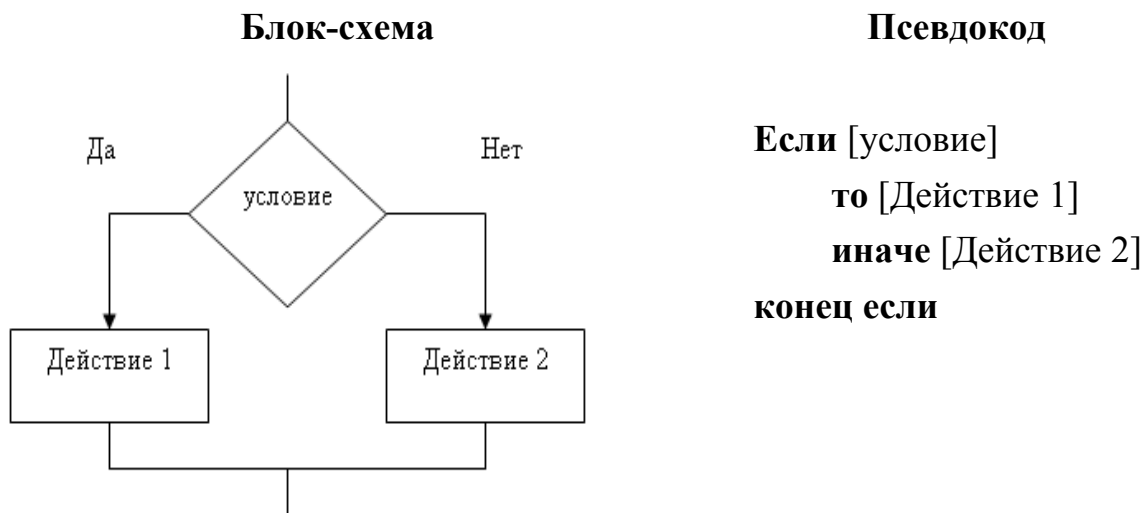 Блок-схема
Псевдокод
Да
Нет
условие
Действие 1
Действие 2
Если [условие]
то [Действие 1]
иначе [Действие 2]
конец если